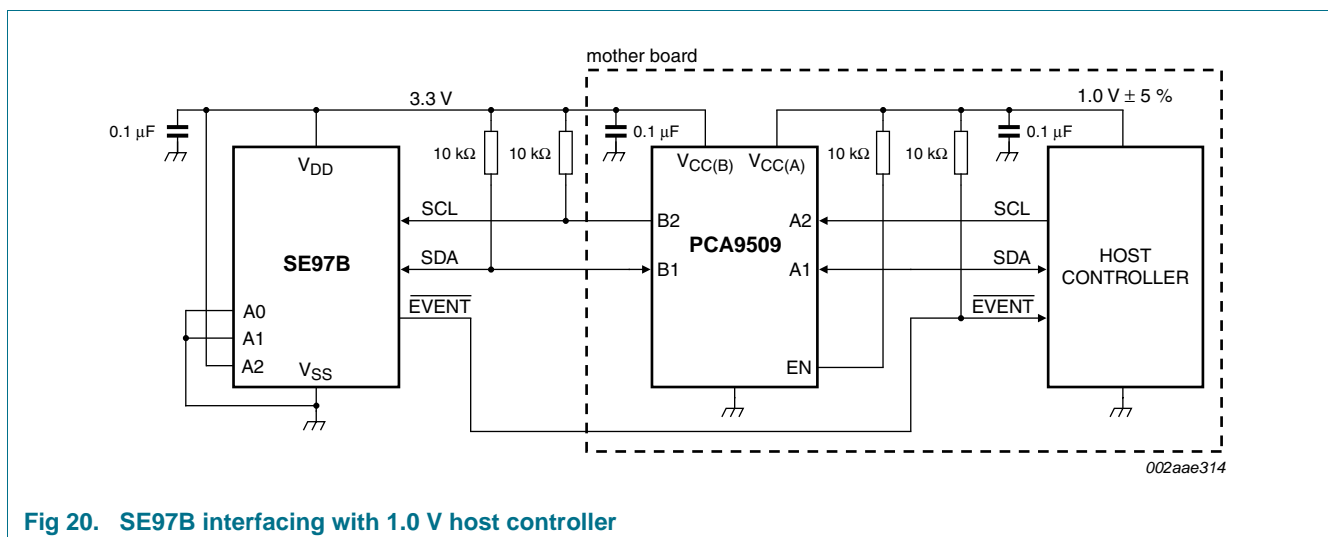 mother board
3.3 V
1.0 V ± 5 %
0.1 μF
10 kΩ
10 kΩ
0.1 μF
10 kΩ
10 kΩ
0.1 μF
VDD
VCC(B)
VCC(A)
SCL
B2
A2
SCL
SE97B
PCA9509
HOST
CONTROLLER
SDA
B1
A1
SDA
EVENT
EVENT
A0
A1
A2
VSS
EN
002aae314
Fig 20. SE97B interfacing with 1.0 V host controller